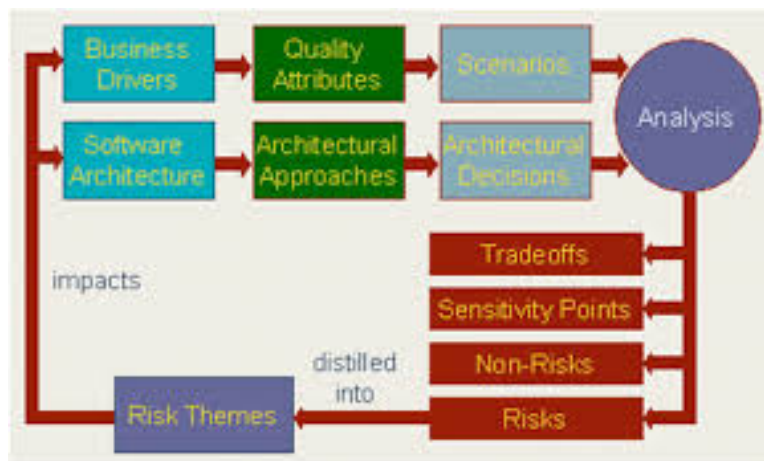 Business
Drivers
Quality
Attributes
Scenarios
Analysis
Software
Architecture
Architectural
Approaches
Architectural
Decisions
Tradeoffs
impacts
Sensitivity Points
distilled
into
Non-Risks
Risk Themes
Risks